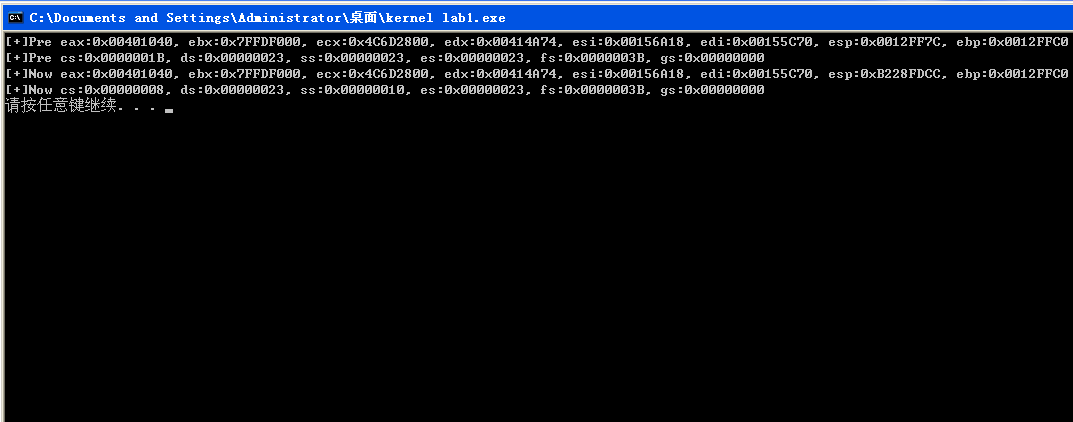 C:\Documents and Settings\Administrator\桌面\kernel lab1.exe
[+]Pre eax:0x00401040, ebx:0x7FFDF000, ecx:0x4C6D2800, edx:0x00414A74, esi:0x00156A18, edi:0x00155C70, esp:0x0012FF7C, ebp:0x0012FFC0
[+]Pre cs:0x0000001B, ds:0x00000023, ss:0x00000023, es:0x00000023, fs:0x0000003B, gs:0x00000000
[+]Now eax:0x00401040, ebx:0x7FFDF000, ecx:0x4C6D2800, edx:0x00414A74, esi:0x00156A18, edi:0x00155C70, esp:0xB228FDCC, ebp:0x0012FFC0
[+]Now cs:0x00000008, ds:0x00000023, ss:0x00000010, es:0x00000023, fs:0x0000003B, gs:0x00000000
请按任意键继续. . .